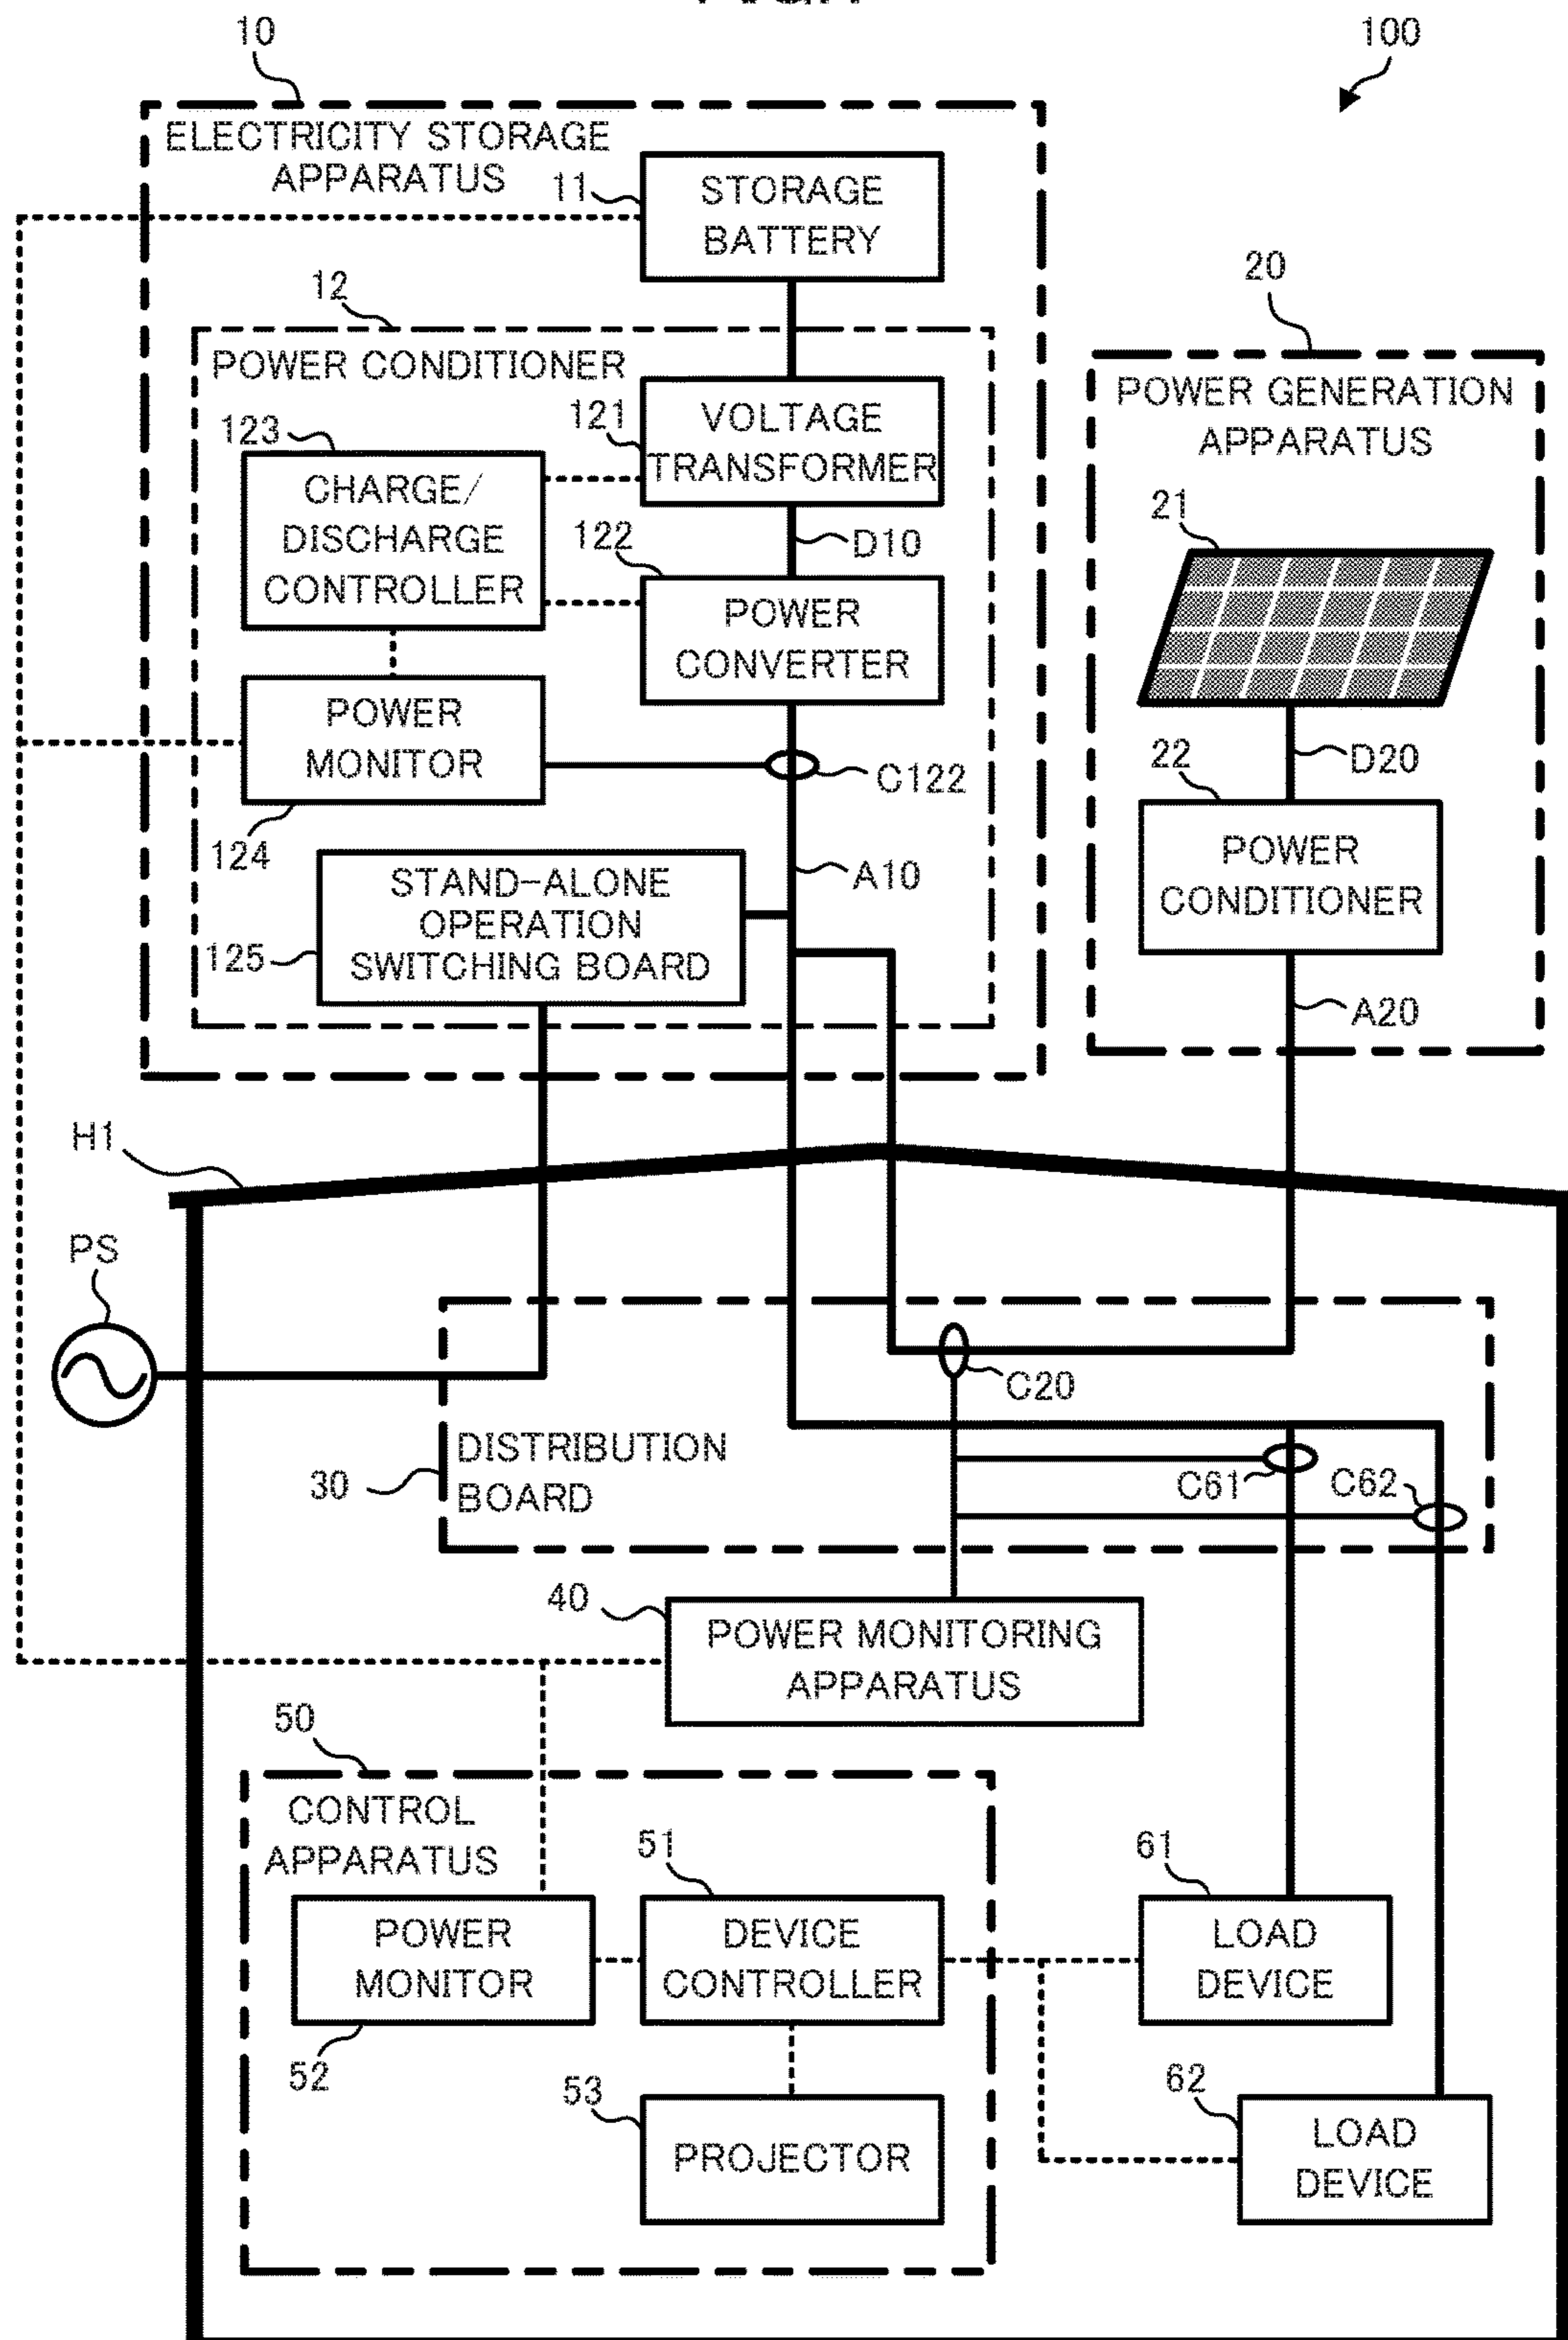 10
100
ELECTRICITY STORAGE
APPARATUS
11
STORAGE
BATTERY
12
POWER CONDITIONER
20
POWER GENERATION
APPARATUS
123
CHARGE/
DISCHARGE
CONTROLLER
121
VOLTAGE
TRANSFORMER
D10
122
POWER
CONVERTER
21
POWER
MONITOR
124
C122
D20
22
POWER
CONDITIONER
A10
STAND-ALONE
OPERATION
SWITCHING BOARD
125
A20
H1
PS
C20
DISTRIBUTION
BOARD
30
C61
C62
40
POWER MONITORING
APPARATUS
50
CONTROL
APPARATUS
51
61
POWER
MONITOR
52
DEVICE
CONTROLLER
LOAD
DEVICE
53
PROJECTOR
62
LOAD
DEVICE